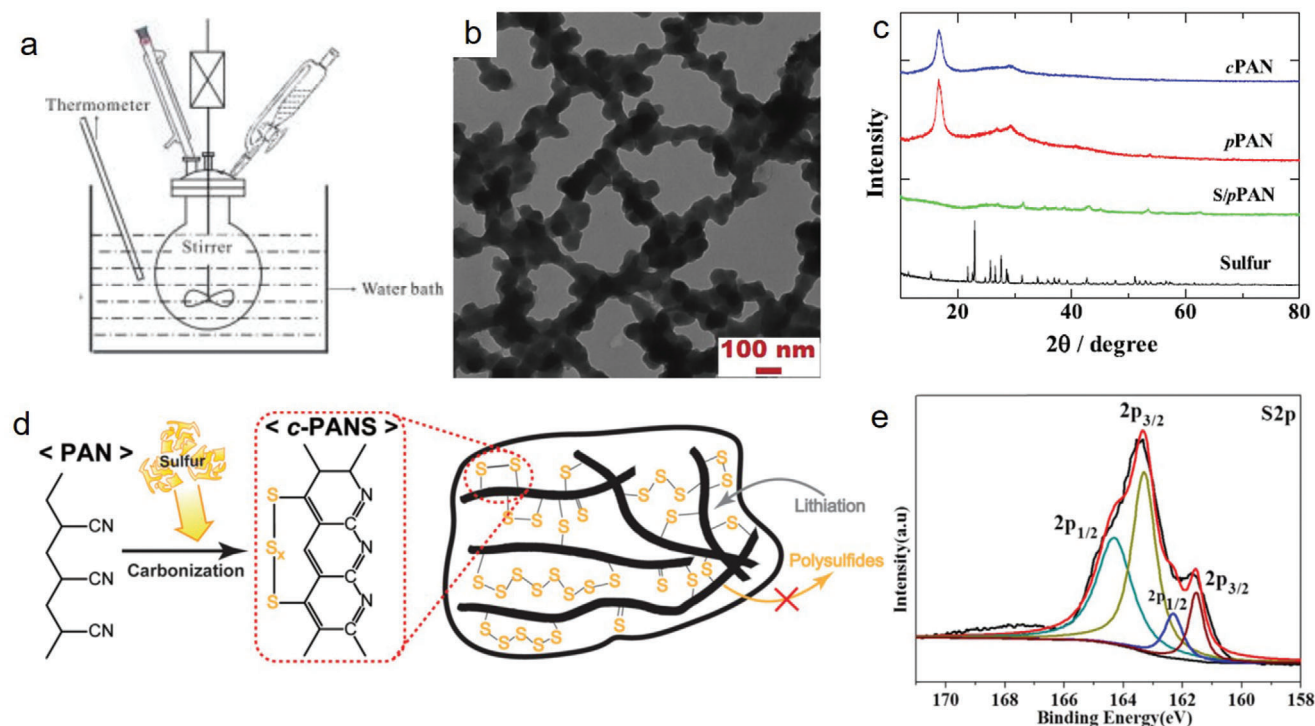 a
Thermometer
Stirrer
Water bath
b
100 nm
c
Intensity
cPAN
pPAN
S/pPAN
Sulfur
20
40
60
80
2θ / degree
d
< PAN >
Sulfur
CN
CN
CN
Carbonization
< c-PANS >
S
Sx
S
N
C
N
C
N
S S
S S
S
S
S
S
S S S S
S
S
S
S
S
S S S S S S S
S
S
S
S S S S S
S
Lithiation
Polysulfides
e
S2p
Intensity(a.u)
2p3/2
2p1/2
2p1/2
2p3/2
170
168
166
164
162
160
158
Binding Energy(eV)